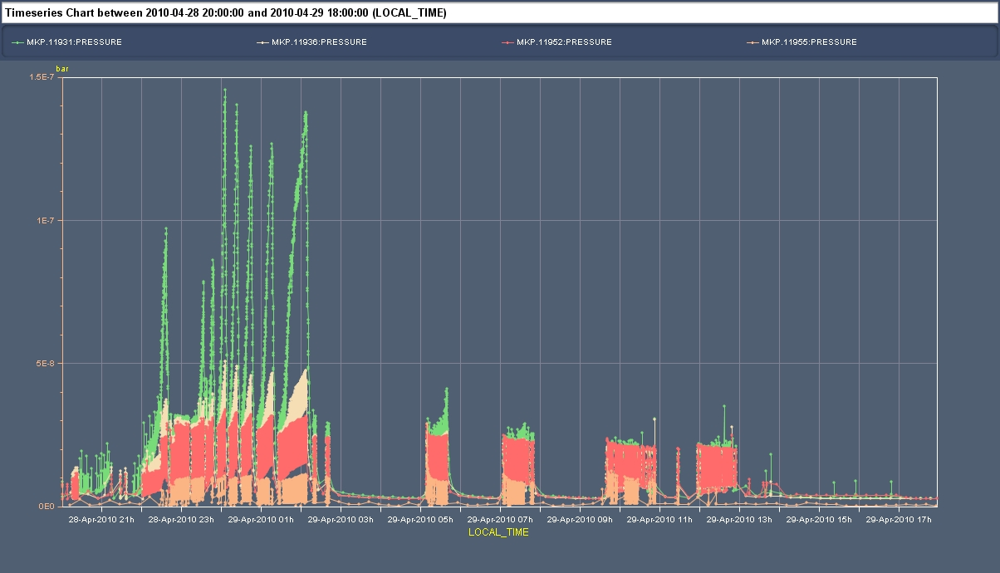 Timeseries Chart between 2010-04-28 20:00:00 and 2010-04-29 18:00:00 (LOCAL_TIME)
MKP.11931:PRESSURE MKP.11936:PRESSURE MKP.11952:PRESSURE MKP.11955:PRESSURE
bar
1.5E-7
1E-7
5E-8
0E0
28-Apr-2010 21h 28-Apr-2010 23h 29-Apr-2010 01h 29-Apr-2010 03h 29-Apr-2010 05h 29-Apr-2010 07h 29-Apr-2010 09h 29-Apr-2010 11h 29-Apr-2010 13h 29-Apr-2010 15h 29-Apr-2010 17h
LOCAL_TIME